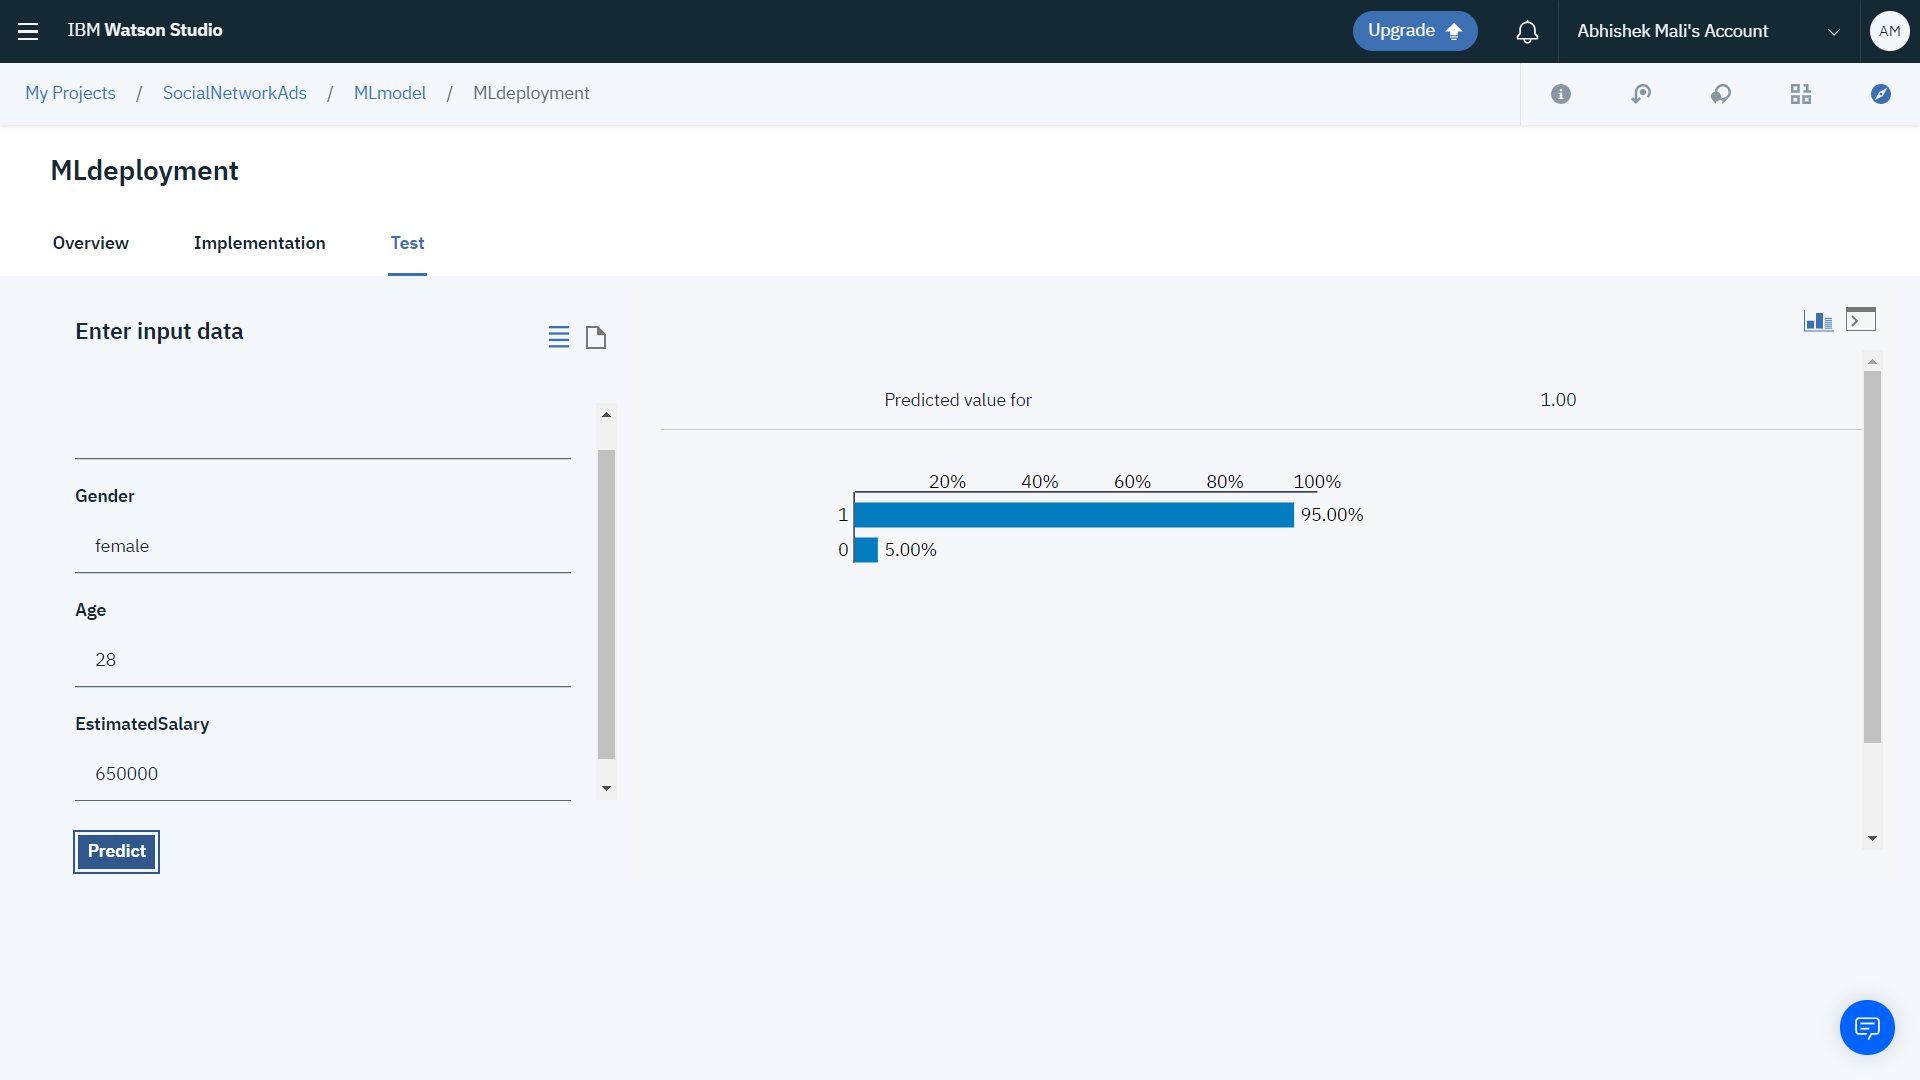 IBM Watson Studio
Upgrade
Abhishek Mali's Account
AM
My Projects / SocialNetworkAds / MLmodel / MLdeployment
MLdeployment
Overview
Implementation
Test
Enter input data
Gender
female
Age
28
EstimatedSalary
650000
Predict
Predicted value for
1.00
20% 40% 60% 80% 100%
1 95.00%
0 5.00%